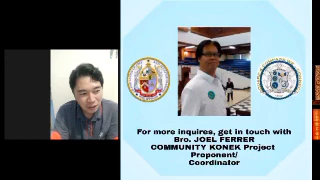 For more inquires, get in touch with
Bro. JOEL FERRER
COMMUNITY KONEK Project
Proponent/
Coordinator